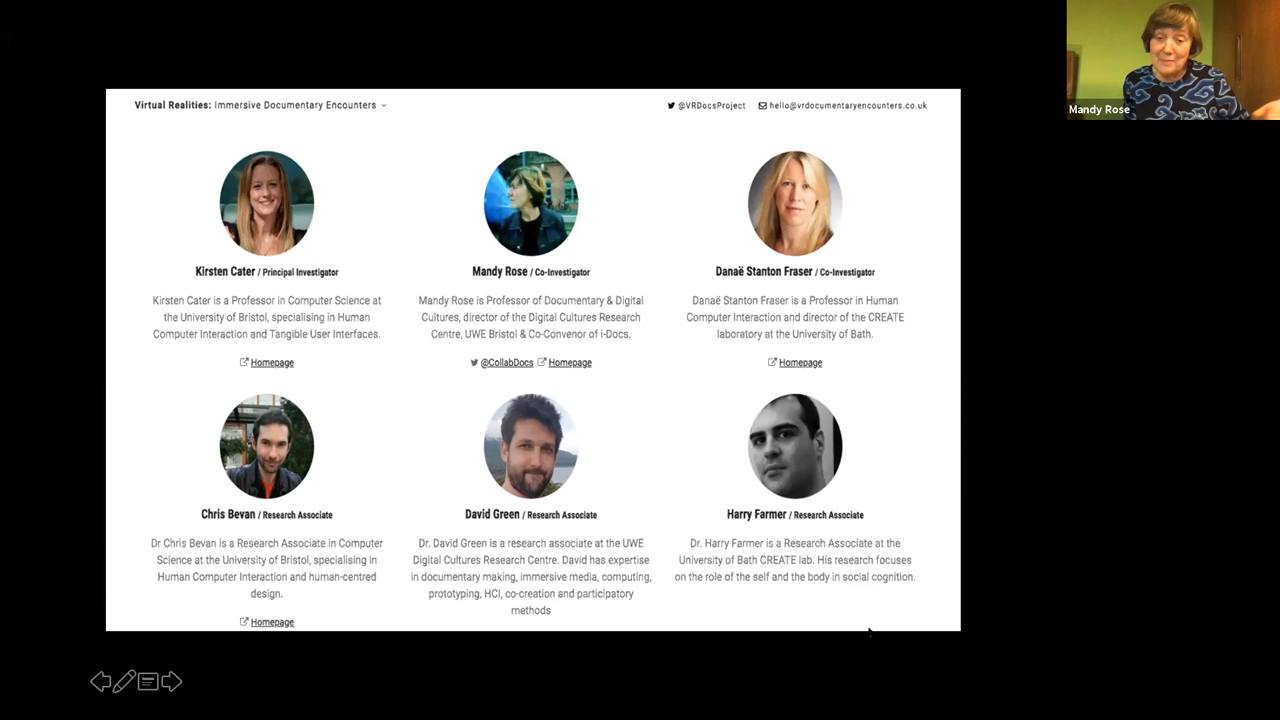 Mandy Rose
Virtual Realities: Immersive Documentary Encounters
@VRDocsProject hello@vrdocumentaryencounters.co.uk
Kirsten Cater / Principal Investigator
Kirsten Cater is a Professor in Computer Science at
the University of Bristol, specialising in Human
Computer Interaction and Tangible User Interfaces.
Homepage
Mandy Rose / Co-Investigator
Mandy Rose is Professor of Documentary & Digital
Cultures, director of the Digital Cultures Research
Centre, UWE Bristol & Co-Convenor of i-Docs.
@CollabDocs Homepage
Danaë Stanton Fraser / Co-Investigator
Danaë Stanton Fraser is a Professor in Human
Computer Interaction and director of the CREATE
laboratory at the University of Bath.
Homepage
Chris Bevan / Research Associate
Dr Chris Bevan is a Research Associate in Computer
Science at the University of Bristol, specialising in
Human Computer Interaction and human-centred
design.
Homepage
David Green / Research Associate
Dr. David Green is a research associate at the UWE
Digital Cultures Research Centre. David has expertise
in documentary making, immersive media, computing,
prototyping, HCI, co-creation and participatory
methods
Harry Farmer / Research Associate
Dr. Harry Farmer is a Research Associate at the
University of Bath CREATE lab. His research focuses
on the role of the self and the body in social cognition.